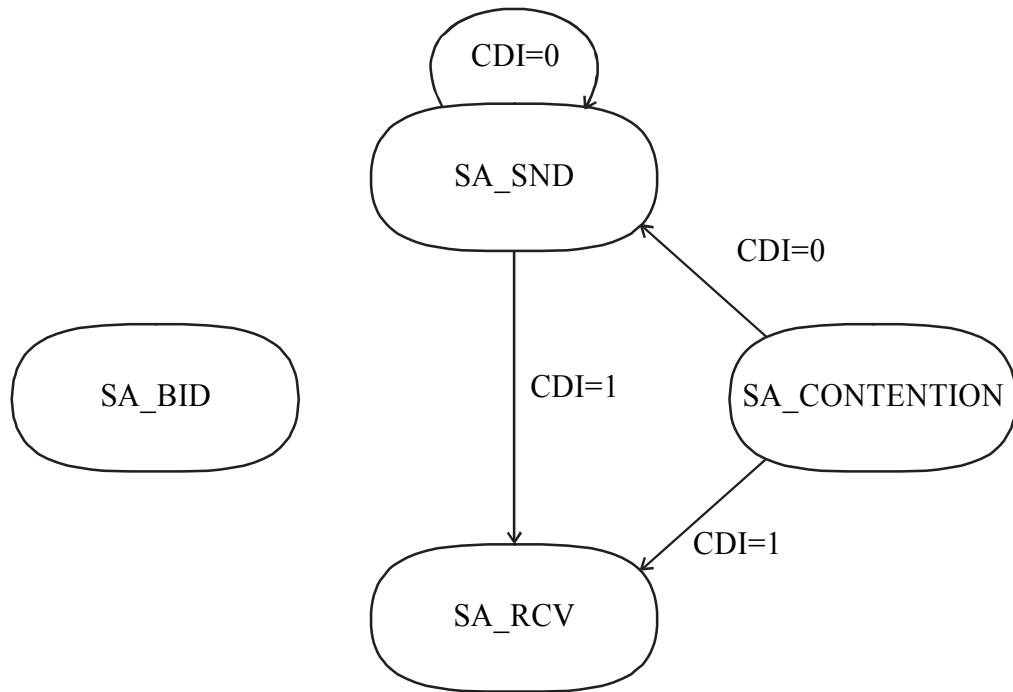 CDI=0
SA_SND
CDI=0
SA_BID
CDI=1
SA_CONTENTION
CDI=1
SA_RCV